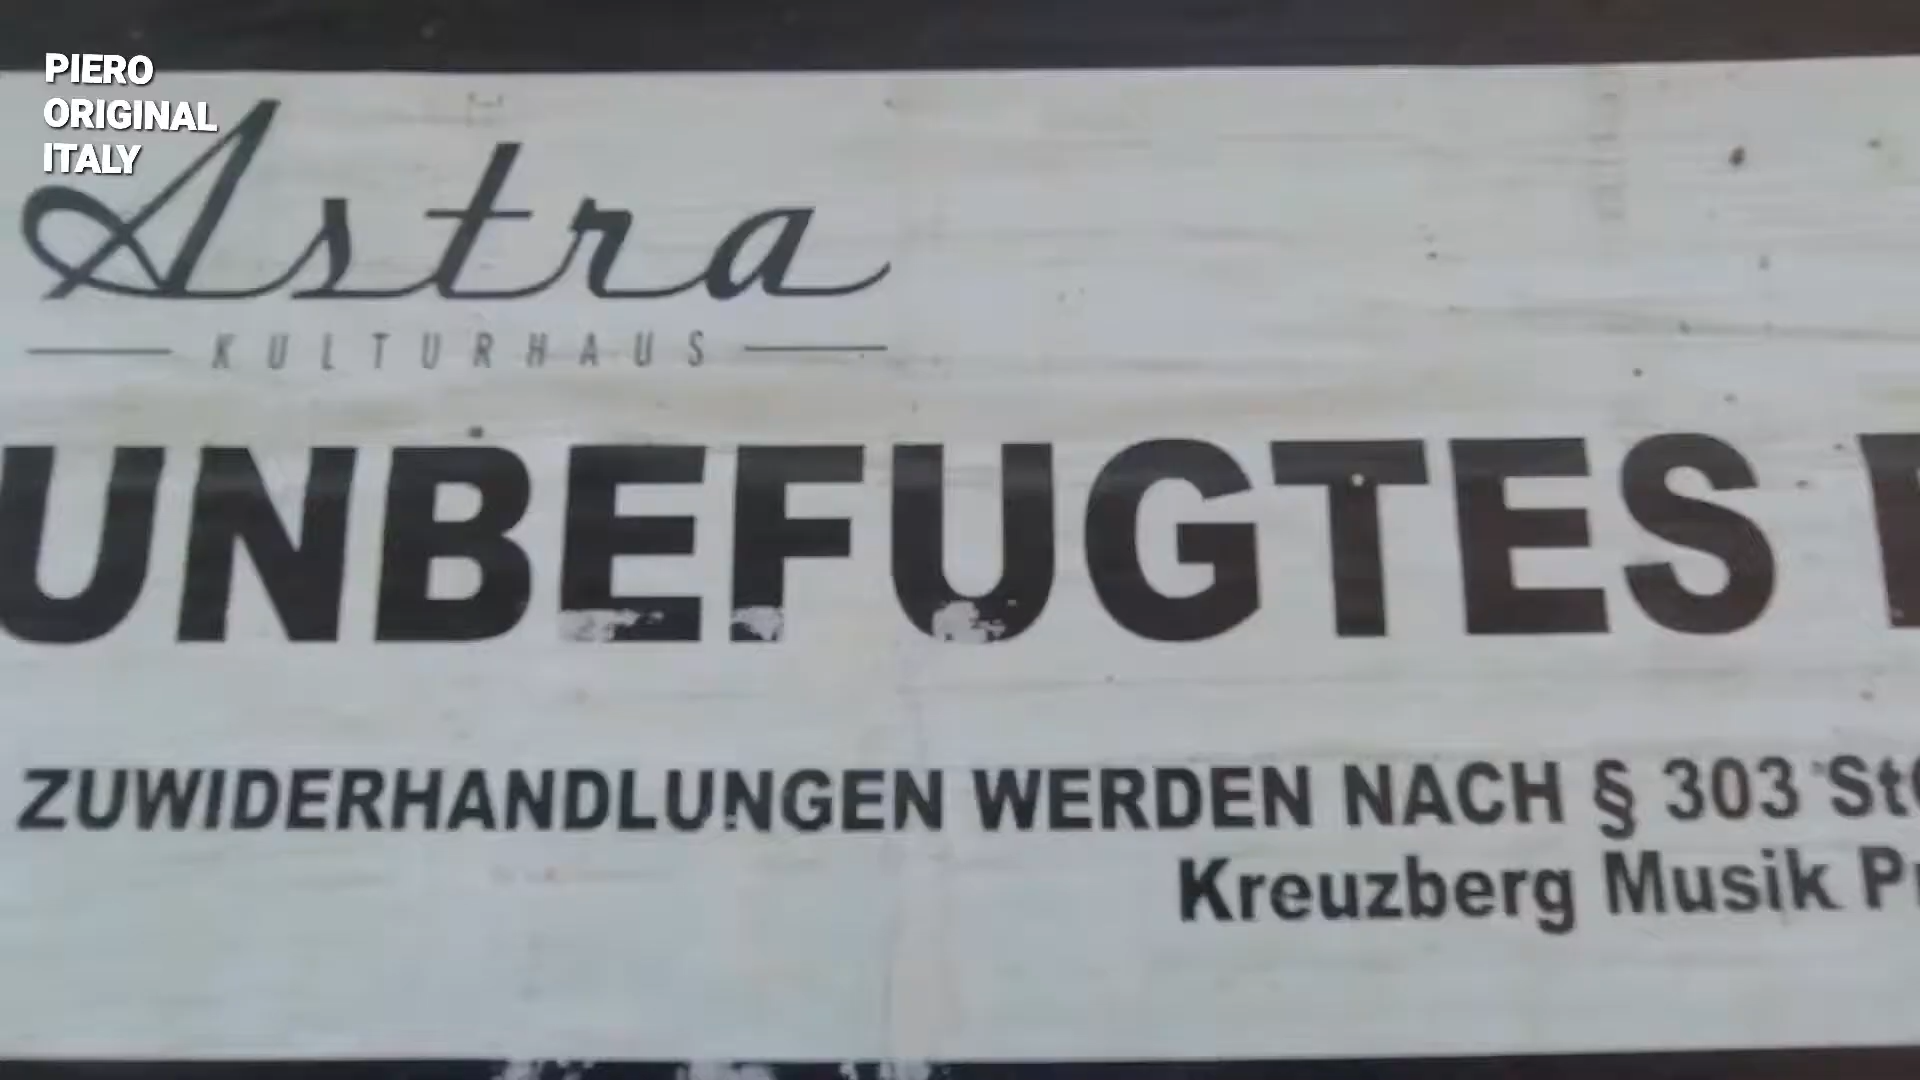 PIERO
ORIGINAL
ITALY
Astra
KULTURHAUS
UNBEFUGTES
ZUWIDERHANDLUNGEN WERDEN NACH § 303
Kreuzberg Musik